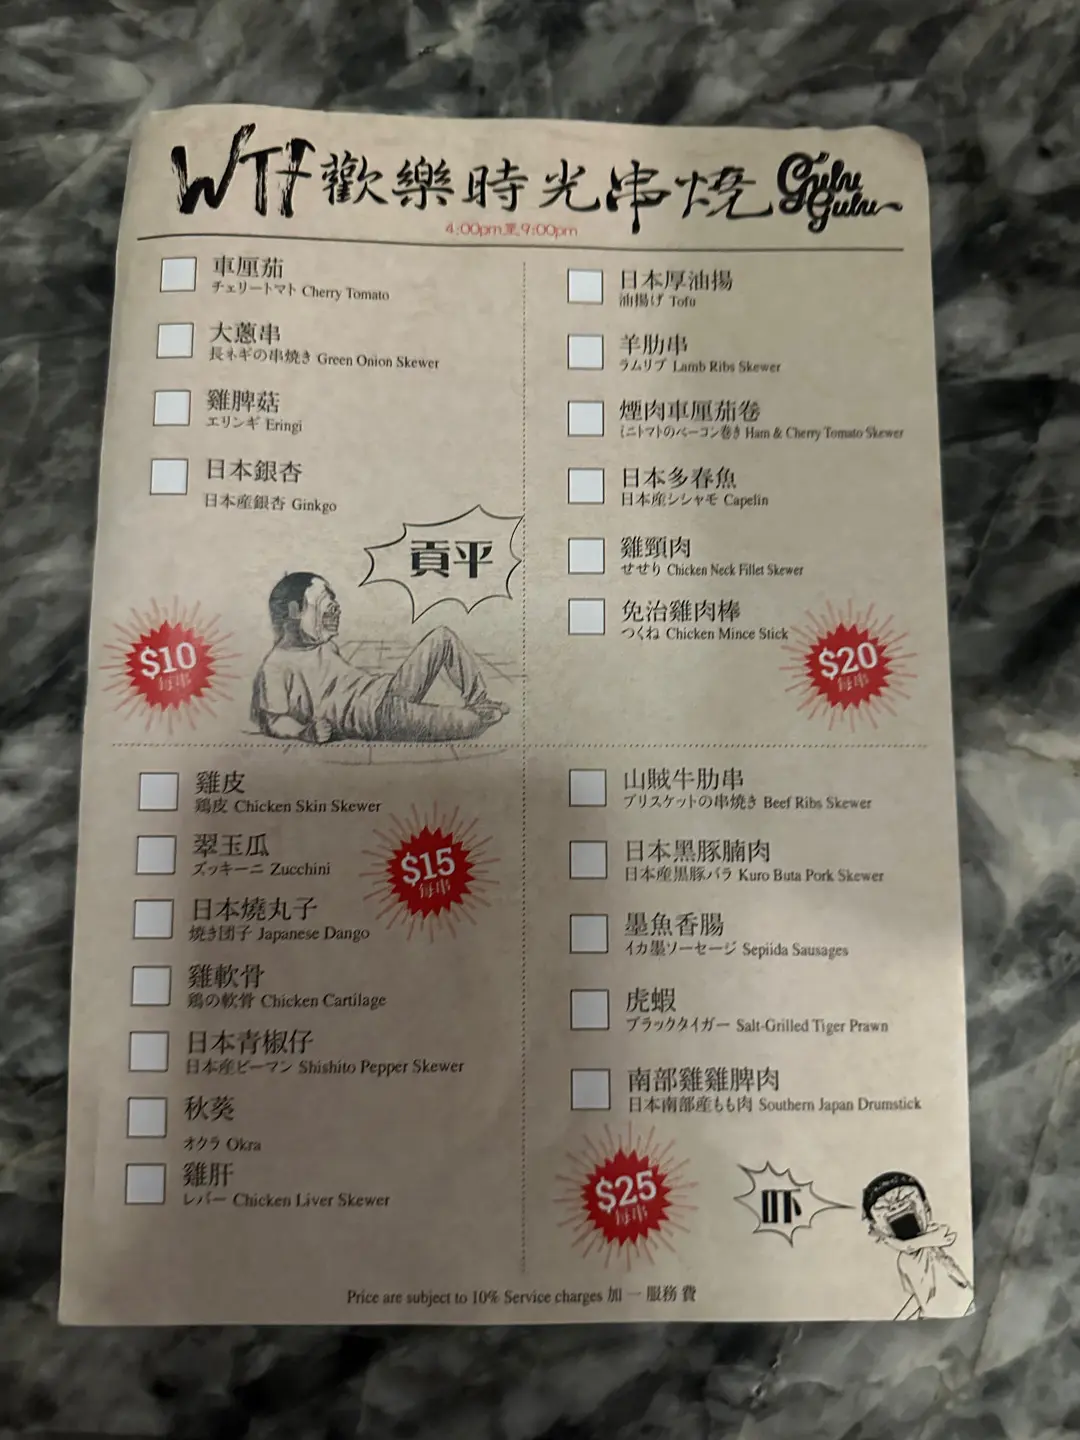 WTF歡樂時光串燒 Gulu Gulu
4:00pm至9:00pm
車厘茄
チェリートマト Cherry Tomato
大蔥串
長ネギの串焼き Green Onion Skewer
雞脾菇
エリンギ Eringi
日本銀杏
日本産銀杏 Ginkgo
貢平
$10
每串
日本厚油揚
油揚げ Tofu
羊肋串
ラムリブ Lamb Ribs Skewer
煙肉車厘茄卷
ミニトマトのベーコン巻き Ham & Cherry Tomato Skewer
日本多春魚
日本産シシャモ Capelin
雞頸肉
せせり Chicken Neck Fillet Skewer
免治雞肉棒
つくね Chicken Mince Stick
$20
每串
雞皮
鶏皮 Chicken Skin Skewer
翠玉瓜
ズッキーニ Zucchini
日本燒丸子
焼き団子 Japanese Dango
雞軟骨
鶏の軟骨 Chicken Cartilage
日本青椒仔
日本産ピーマン Shishito Pepper Skewer
秋葵
オクラ Okra
雞肝
レバー Chicken Liver Skewer
$15
每串
山賊牛肋串
ブリスケットの串焼き Beef Ribs Skewer
日本黑豚腩肉
日本産黒豚バラ Kuro Buta Pork Skewer
墨魚香腸
イカ墨ソーセージ Sepiida Sausages
虎蝦
ブラックタイガー Salt-Grilled Tiger Prawn
南部雞雞脾肉
日本南部産もも肉 Southern Japan Drumstick
$25
每串
吓
Price are subject to 10% Service charges 加一服務費